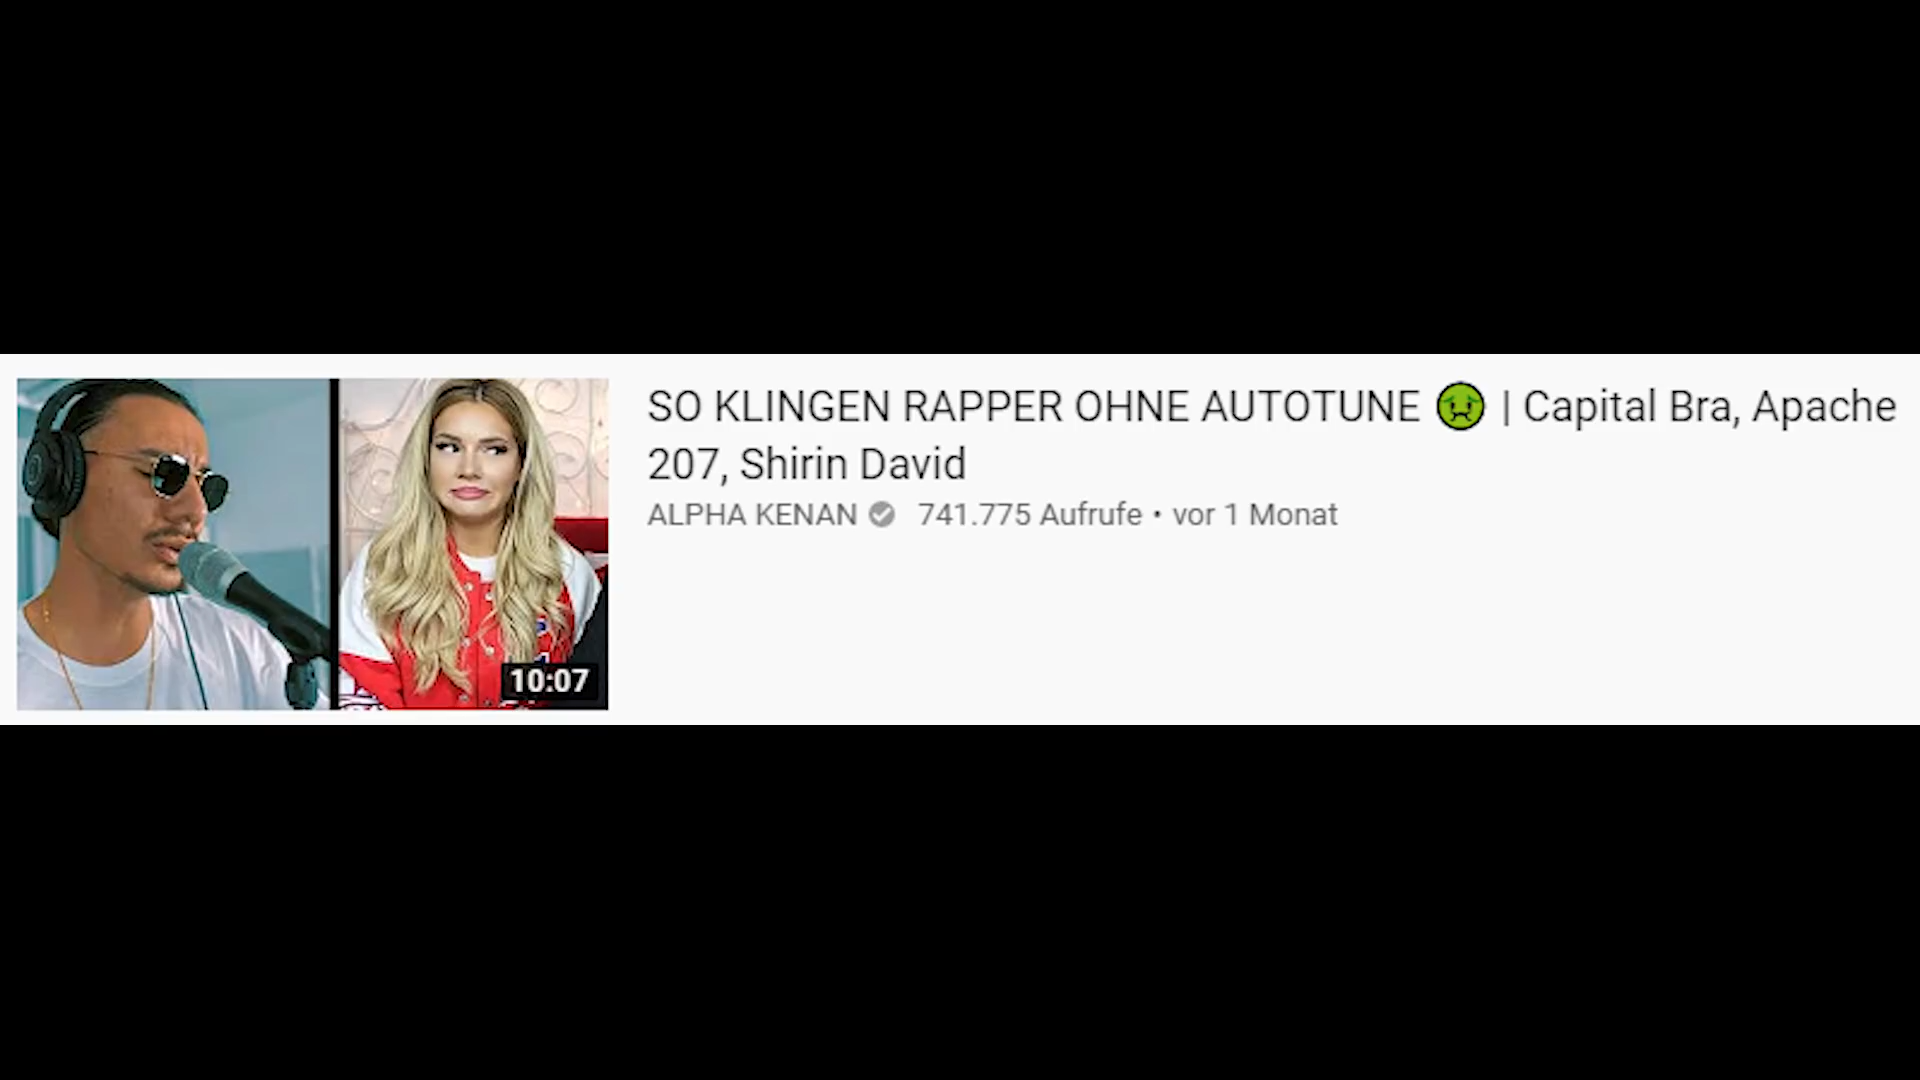 SO KLINGEN RAPPER OHNE AUTOTUNE 🤢 | Capital Bra, Apache
207, Shirin David
ALPHA KENAN 741.775 Aufrufe • vor 1 Monat
10:07